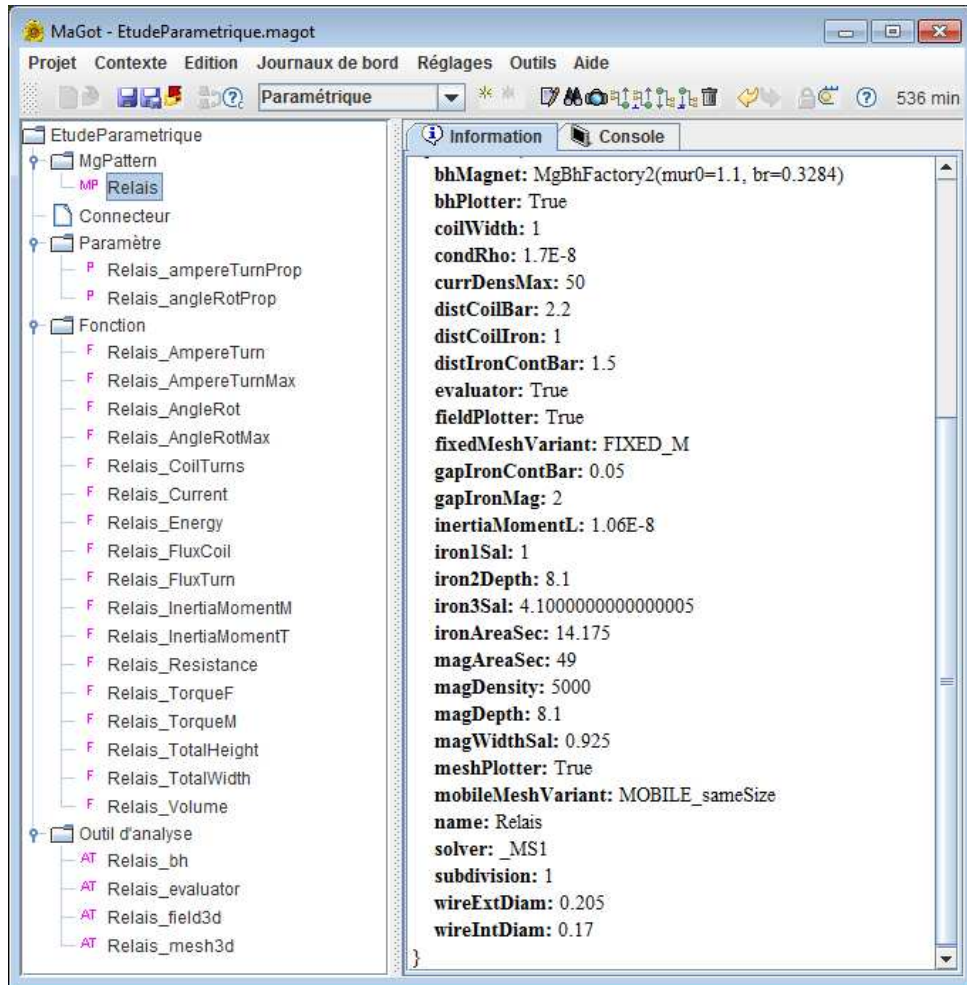 MaGot - EtudeParametrique.magot
Projet Contexte Edition Journaux de bord Réglages Outils Aide
Paramétrique
536 min
EtudeParametrique
MgPattern
MP Relais
Connecteur
Paramètre
P Relais_ampereTurnProp
P Relais_angleRotProp
Fonction
F Relais_AmpereTurn
F Relais_AmpereTurnMax
F Relais_AngleRot
F Relais_AngleRotMax
F Relais_CoilTurns
F Relais_Current
F Relais_Energy
F Relais_FluxCoil
F Relais_FluxTurn
F Relais_InertiaMomentM
F Relais_InertiaMomentT
F Relais_Resistance
F Relais_TorqueF
F Relais_TorqueM
F Relais_TotalHeight
F Relais_TotalWidth
F Relais_Volume
Outil d'analyse
AT Relais_bh
AT Relais_evaluator
AT Relais_field3d
AT Relais_mesh3d
Information Console
bhMagnet: MgBhFactory2(mur0=1.1, br=0.3284)
bhPlotter: True
coilWidth: 1
condRho: 1.7E-8
currDensMax: 50
distCoilBar: 2.2
distCoilIron: 1
distIronContBar: 1.5
evaluator: True
fieldPlotter: True
fixedMeshVariant: FIXED_M
gapIronContBar: 0.05
gapIronMag: 2
inertiaMomentL: 1.06E-8
iron1Sal: 1
iron2Depth: 8.1
iron3Sal: 4.1000000000000005
ironAreaSec: 14.175
magAreaSec: 49
magDensity: 5000
magDepth: 8.1
magWidthSal: 0.925
meshPlotter: True
mobileMeshVariant: MOBILE_sameSize
name: Relais
solver: _MS1
subdivision: 1
wireExtDiam: 0.205
wireIntDiam: 0.17
}